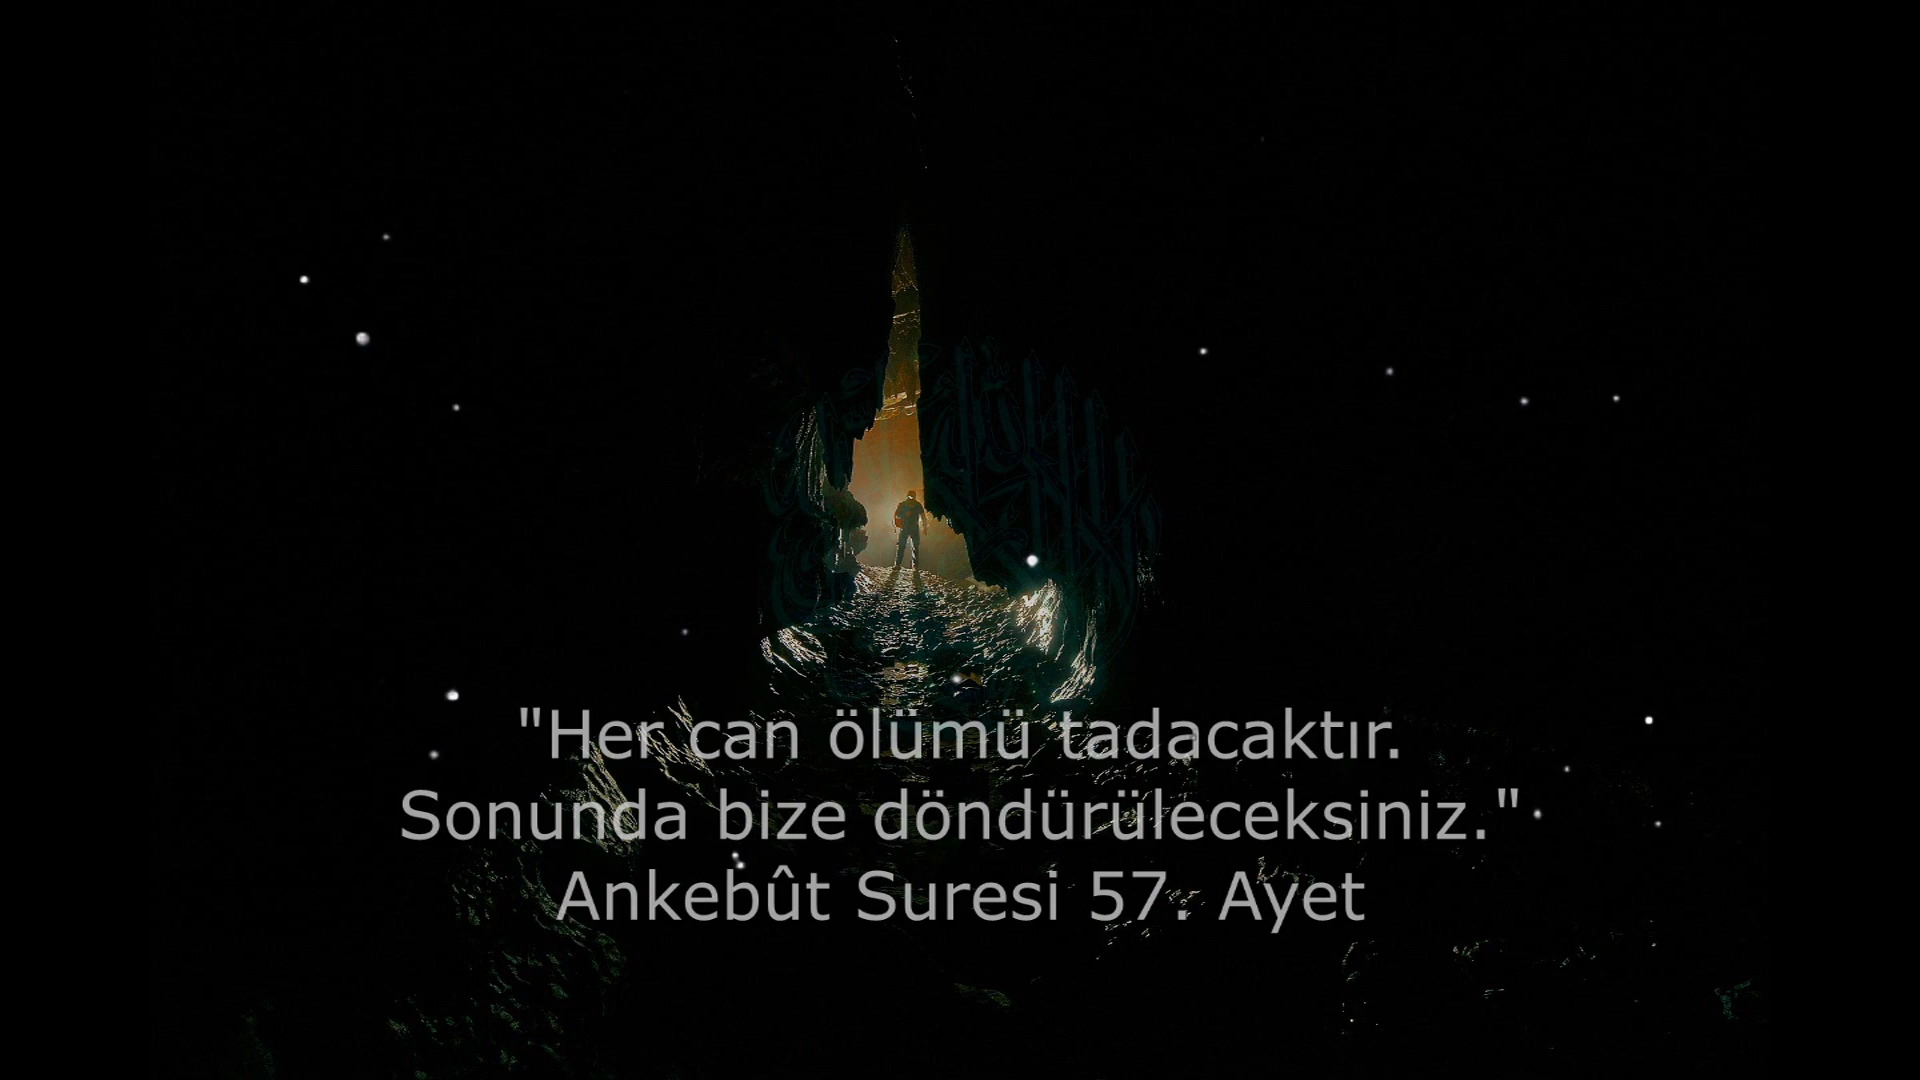 "Her can ölümü tadacaktır.
Sonunda bize döndürüleceksiniz."
Ankebût Suresi 57. Ayet